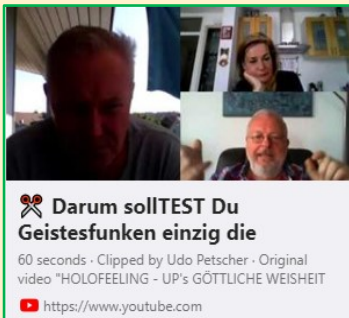 Darum sollTEST Du
Geistesfunken einzig die
60 seconds · Clipped by Udo Petscher · Original
video "HOLOFEELING - UP's GÖTTLICHE WEISHEIT
https://www.youtube.com